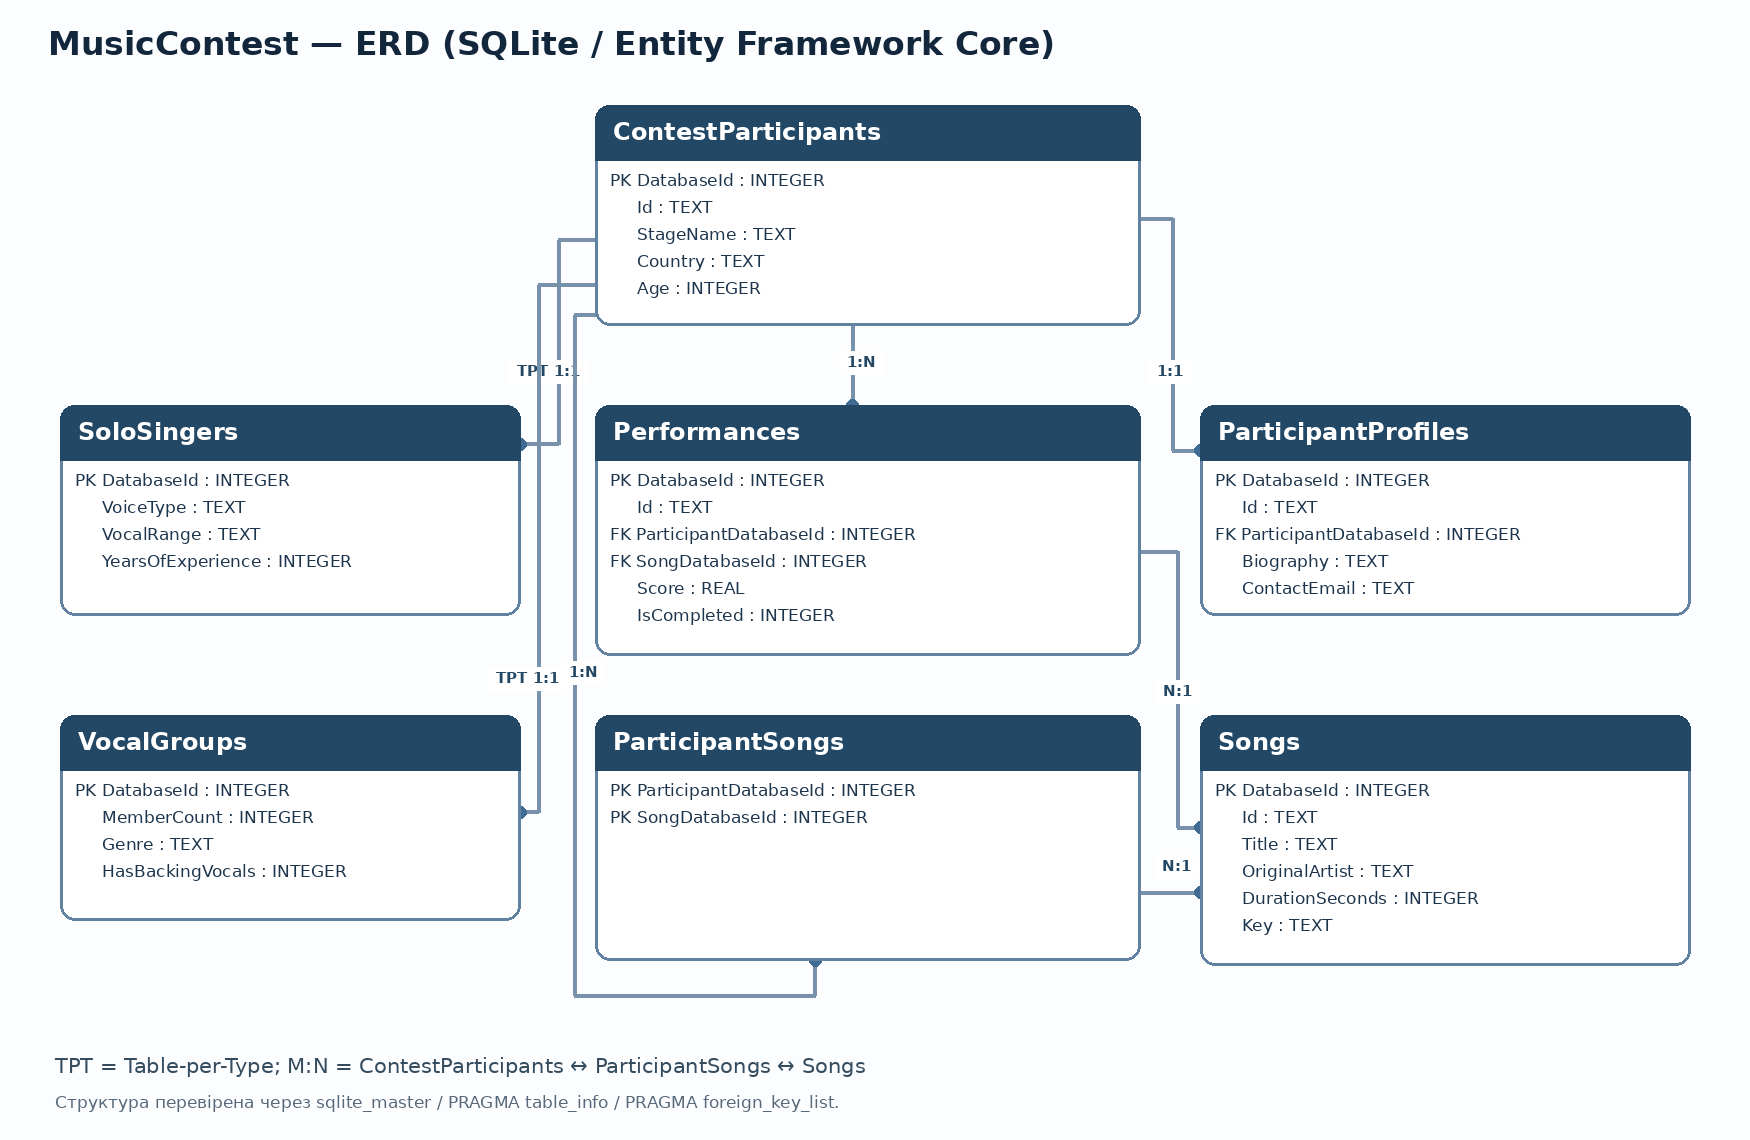 MusicContest — ERD (SQLite / Entity Framework Core)
ContestParticipants
PK DatabaseId : INTEGER
Id : TEXT
StageName : TEXT
Country : TEXT
Age : INTEGER
TPT 1:1
1:N
1:1
SoloSingers
PK DatabaseId : INTEGER
VoiceType : TEXT
VocalRange : TEXT
YearsOfExperience : INTEGER
Performances
PK DatabaseId : INTEGER
Id : TEXT
FK ParticipantDatabaseId : INTEGER
FK SongDatabaseId : INTEGER
Score : REAL
IsCompleted : INTEGER
ParticipantProfiles
PK DatabaseId : INTEGER
Id : TEXT
FK ParticipantDatabaseId : INTEGER
Biography : TEXT
ContactEmail : TEXT
TPT 1:1
1:N
N:1
VocalGroups
PK DatabaseId : INTEGER
MemberCount : INTEGER
Genre : TEXT
HasBackingVocals : INTEGER
ParticipantSongs
PK ParticipantDatabaseId : INTEGER
PK SongDatabaseId : INTEGER
N:1
Songs
PK DatabaseId : INTEGER
Id : TEXT
Title : TEXT
OriginalArtist : TEXT
DurationSeconds : INTEGER
Key : TEXT
TPT = Table-per-Type; M:N = ContestParticipants ↔ ParticipantSongs ↔ Songs
Структура перевірена через sqlite_master / PRAGMA table_info / PRAGMA foreign_key_list.